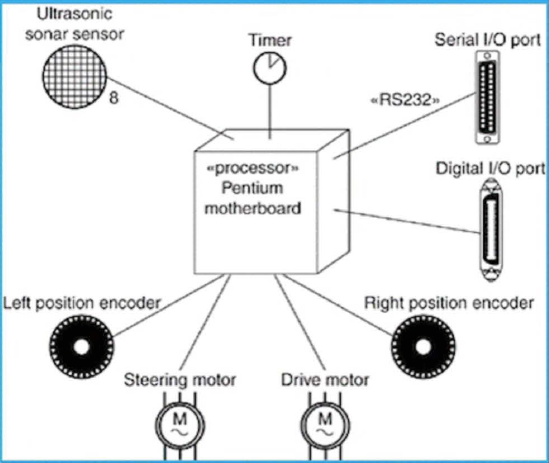 Ultrasonic
sonar sensor
8
Timer
Serial I/O port
«RS232»
«processor»
Pentium
motherboard
Digital I/O port
Left position encoder
Right position encoder
Steering motor
Drive motor
M
M